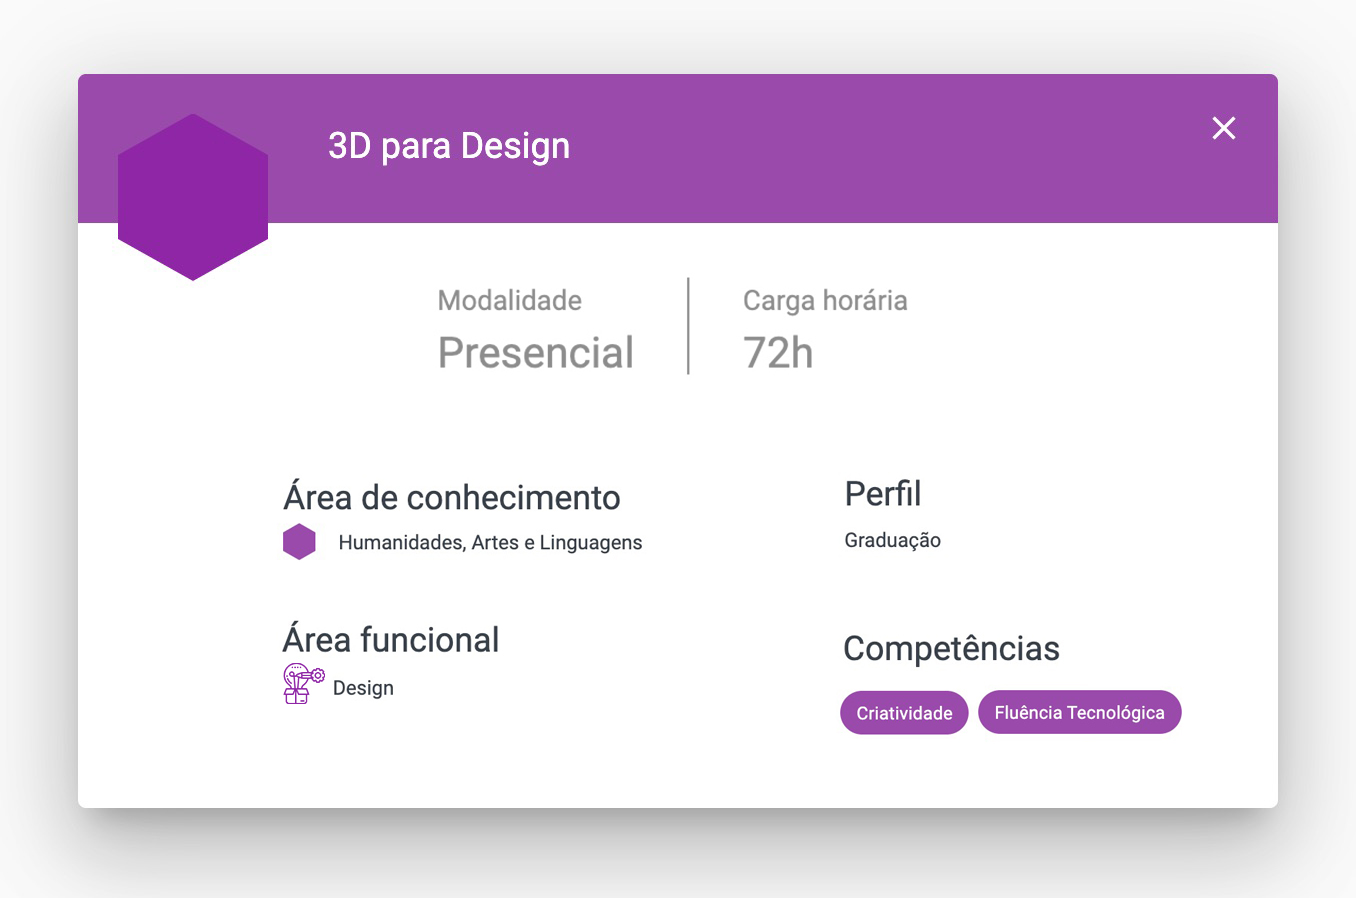 3D para Design
Modalidade
Presencial
Carga horária
72h
Área de conhecimento
Humanidades, Artes e Linguagens
Perfil
Graduação
Área funcional
Design
Competências
Criatividade
Fluência Tecnológica